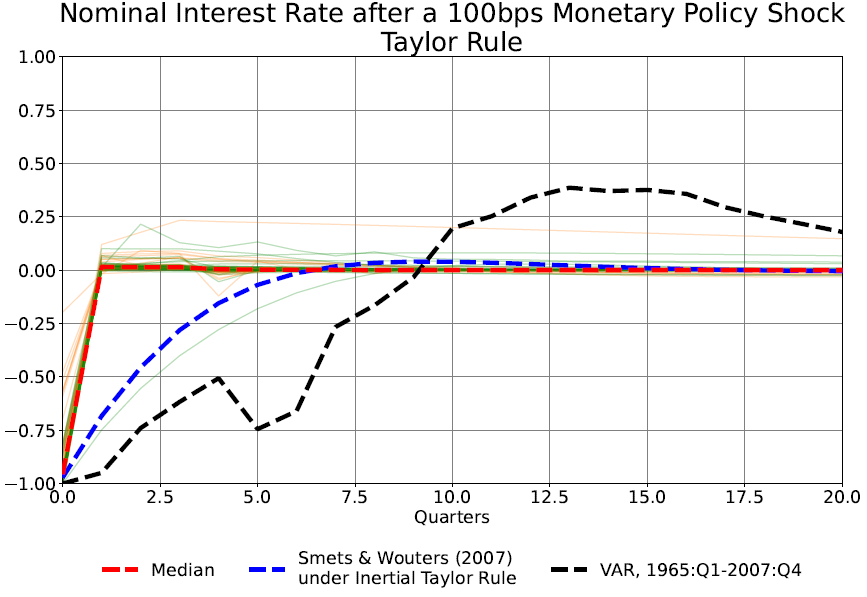 Nominal Interest Rate after a 100bps Monetary Policy Shock
Taylor Rule
1.00
0.75
0.50
0.25
0.00
−0.25
−0.50
−0.75
−1.00
0.0 2.5 5.0 7.5 10.0 12.5 15.0 17.5 20.0
Quarters
Median
Smets & Wouters (2007)
under Inertial Taylor Rule
VAR, 1965:Q1-2007:Q4